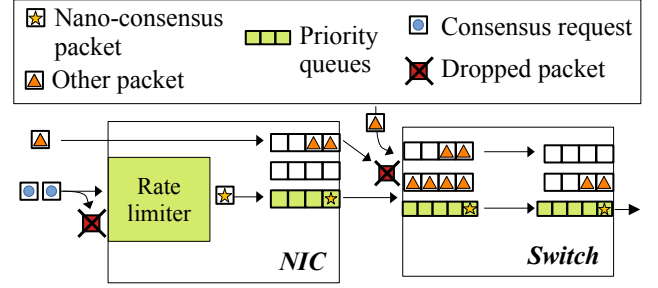 Nano-consensus
packet
Other packet
Priority
queues
Consensus request
Dropped packet
Rate
limiter
NIC
Switch